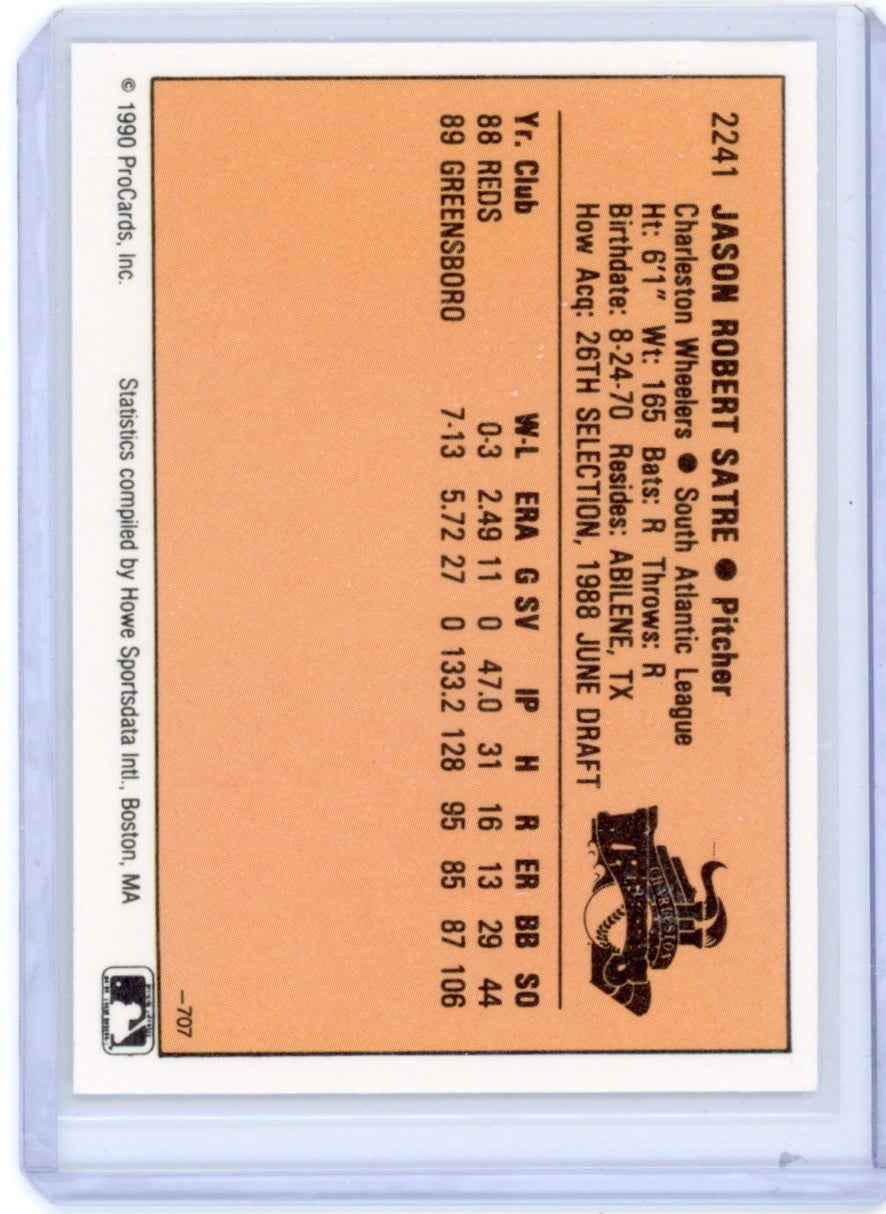 2241 JASON ROBERT SATRE ● Pitcher
Charleston Wheelers ● South Atlantic League
Ht: 6'1" Wt: 165 Bats: R Throws: R
Birthdate: 8-24-70 Resides: ABILENE, TX
How Acq: 26TH SELECTION, 1988 JUNE DRAFT
CHARLESTON
Yr. Club W-L ERA G SV IP H R ER BB SO
88 REDS 0-3 2.49 11 0 47.0 31 16 13 29 44
89 GREENSBORO 7-13 5.72 27 0 133.2 128 95 85 87 106
–707
© 1990 ProCards, Inc. Statistics compiled by Howe Sportsdata Intl., Boston, MA